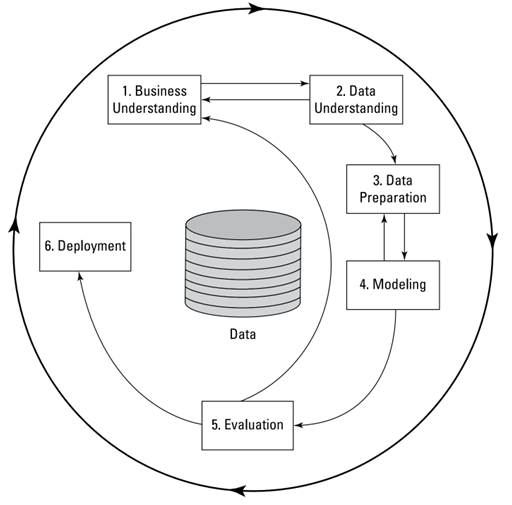 1. Business
Understanding
2. Data
Understanding
3. Data
Preparation
4. Modeling
5. Evaluation
6. Deployment
Data